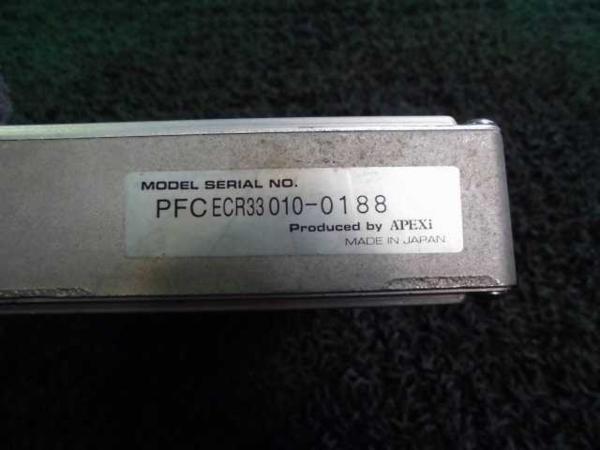 MODEL SERIAL NO.
PFC ECR33 010-0188
Produced by APEXi
MADE IN JAPAN